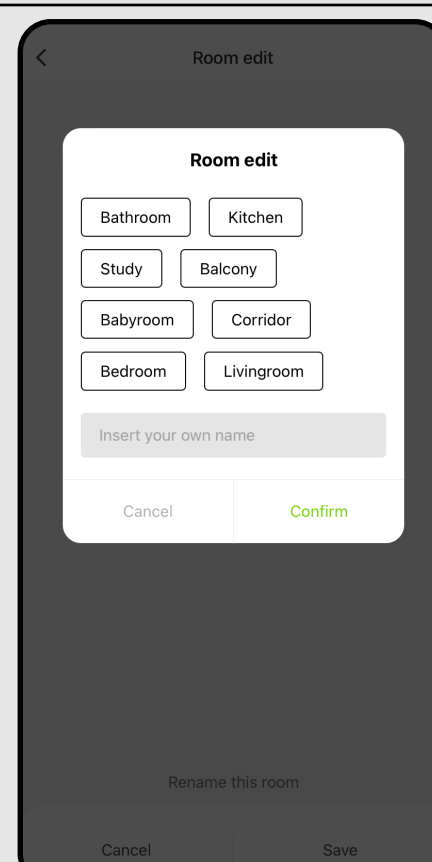 Room edit
Room edit
Bathroom Kitchen
Study Balcony
Babyroom Corridor
Bedroom Livingroom
Insert your own name
Cancel Confirm
Rename this room
Cancel Save